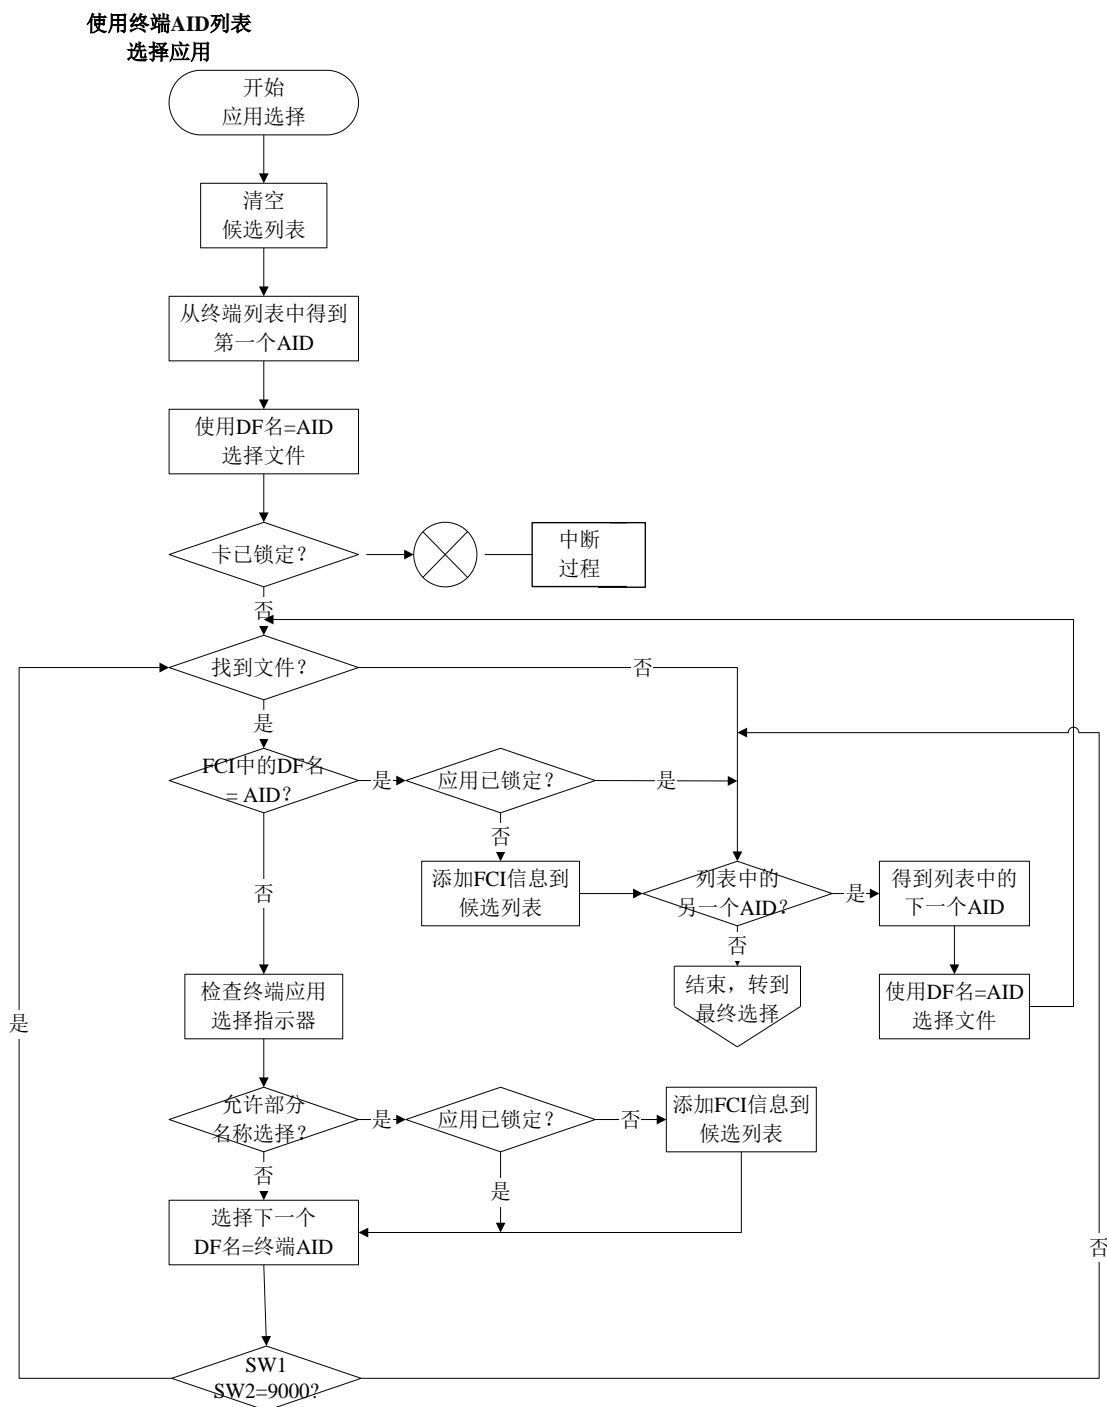 使用终端AID列表
选择应用
开始
应用选择
清空
候选列表
从终端列表中得到
第一个AID
使用DF名=AID
选择文件
卡已锁定？
中断
过程
否
找到文件？
否
是
FCI中的DF名
= AID？
是
应用已锁定？
是
否
否
添加FCI信息到
候选列表
列表中的
另一个AID？
是
得到列表中的
下一个AID
否
结束，转到
最终选择
使用DF名=AID
选择文件
检查终端应用
选择指示器
是
允许部分
名称选择？
是
应用已锁定？
否
添加FCI信息到
候选列表
否
是
选择下一个
DF名=终端AID
否
SW1
SW2=9000?